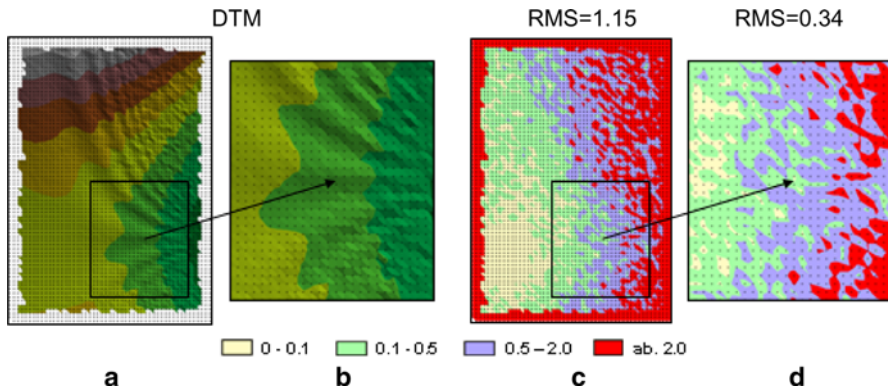 DTM
RMS=1.15
RMS=0.34
0 - 0.1
0.1 - 0.5
0.5 – 2.0
ab. 2.0
a
b
c
d